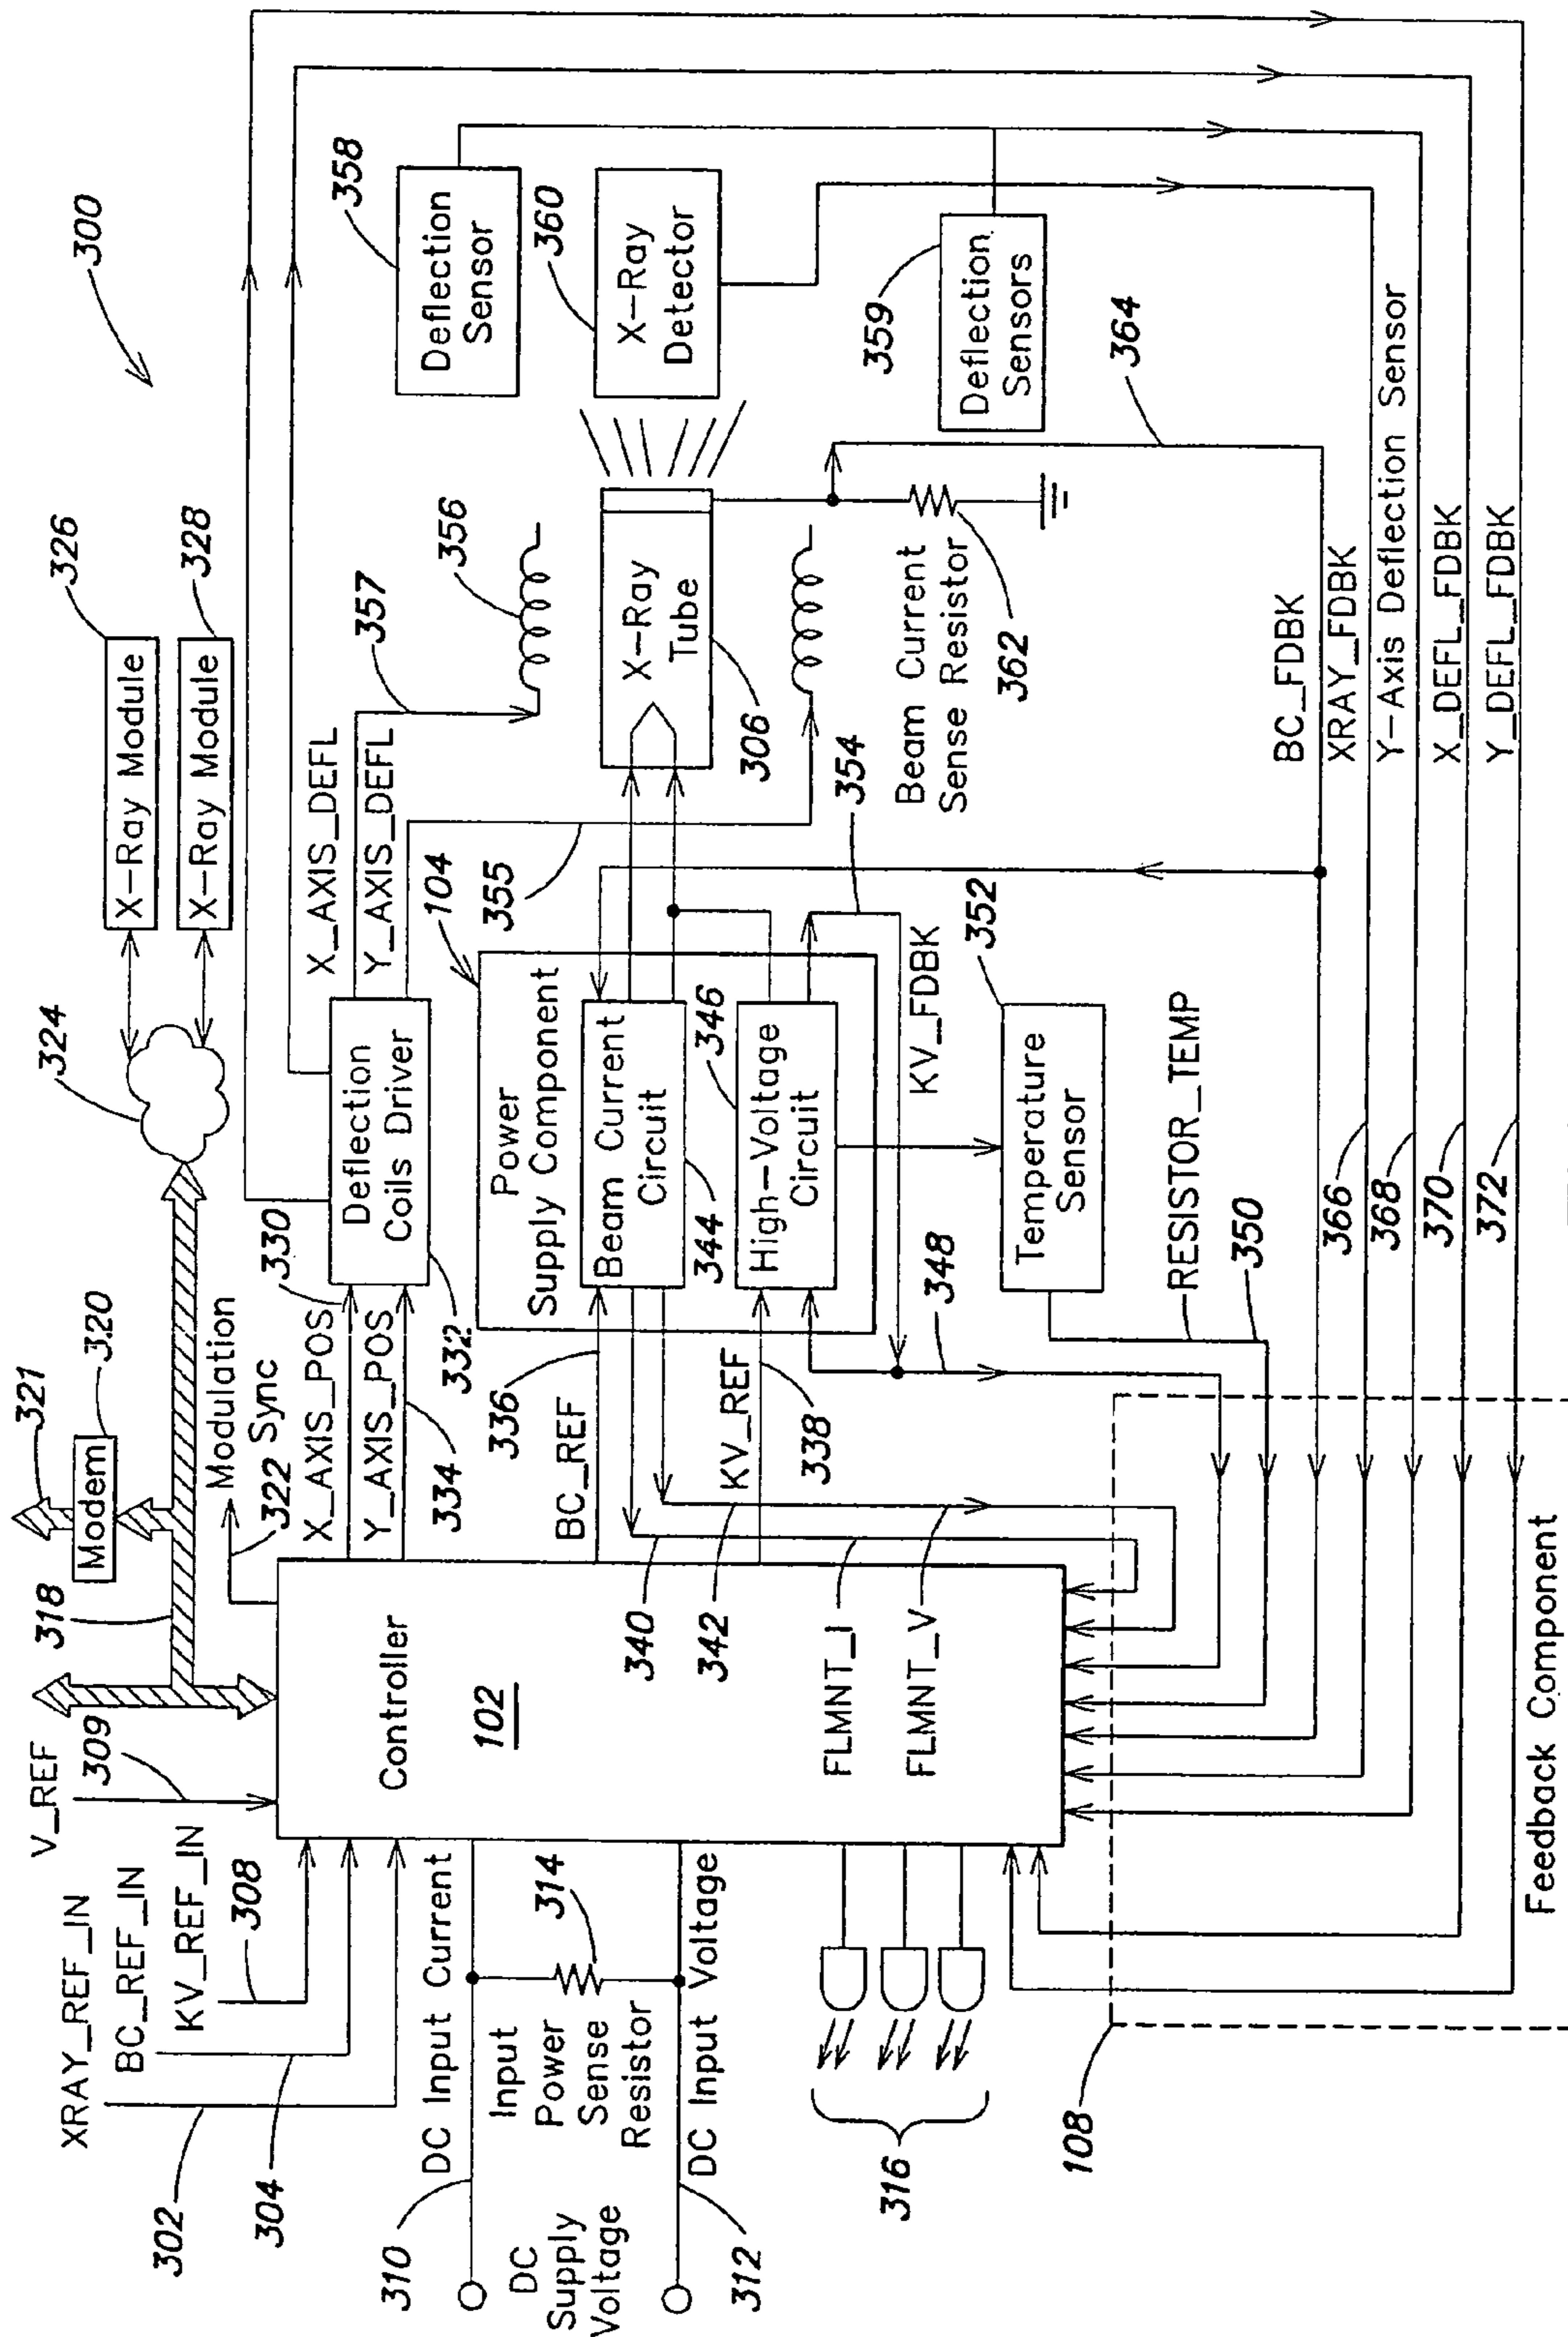 300
326
X-Ray Module
328
X-Ray Module
324
321
320
Modem
318
322
Modulation
Sync
V_REF
309
XRAY_REF_IN
BC_REF_IN
KV_REF_IN
308
304
302
Controller
102
X_AXIS_POS
Y_AXIS_POS
330
334
332
Deflection
Coils Driver
X_AXIS_DEFL
Y_AXIS_DEFL
357
356
355
358
Deflection
Sensor
360
X-Ray
Detector
359
Deflection
Sensors
X-Ray
Tube
306
Beam Current
Sense Resistor
362
364
104
Power
Supply Component
Beam Current
Circuit
344
High-Voltage
Circuit
346
336
BC_REF
KV_REF
338
340
342
FLMNT_I
FLMNT_V
354
KV_FDBK
348
352
Temperature
Sensor
RESISTOR_TEMP
350
310
DC Input Current
DC
Supply
Voltage
Input
Power
Sense
Resistor
314
312
DC Input Voltage
316
108
BC_FDBK
XRAY_FDBK
366
Y-Axis Deflection Sensor
368
X_DEFL_FDBK
370
Y_DEFL_FDBK
372
Feedback Component